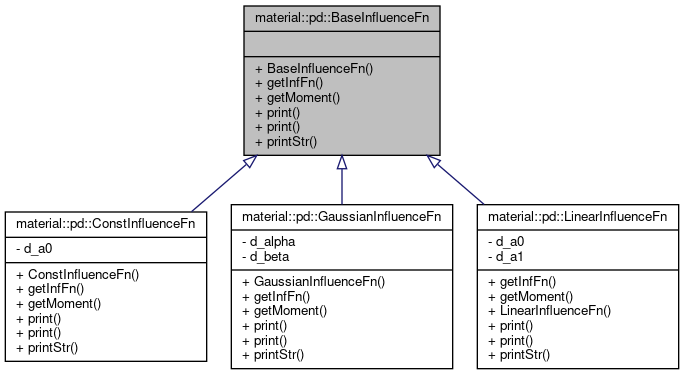 material::pd::BaseInfluenceFn
+ BaseInfluenceFn()
+ getInfFn()
+ getMoment()
+ print()
+ print()
+ printStr()
material::pd::ConstInfluenceFn
- d_a0
+ ConstInfluenceFn()
+ getInfFn()
+ getMoment()
+ print()
+ print()
+ printStr()
material::pd::GaussianInfluenceFn
- d_alpha
- d_beta
+ GaussianInfluenceFn()
+ getInfFn()
+ getMoment()
+ print()
+ print()
+ printStr()
material::pd::LinearInfluenceFn
- d_a0
- d_a1
+ getInfFn()
+ getMoment()
+ LinearInfluenceFn()
+ print()
+ print()
+ printStr()